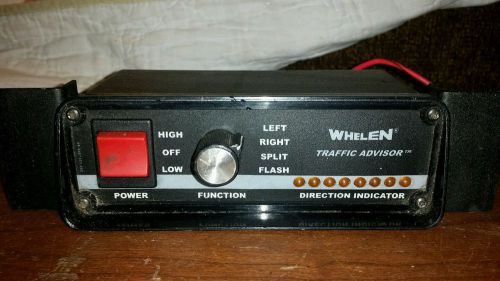 HIGH
OFF
LOW
POWER
FUNCTION
LEFT
RIGHT
SPLIT
FLASH
WHELEN®
TRAFFIC ADVISOR™
DIRECTION INDICATOR